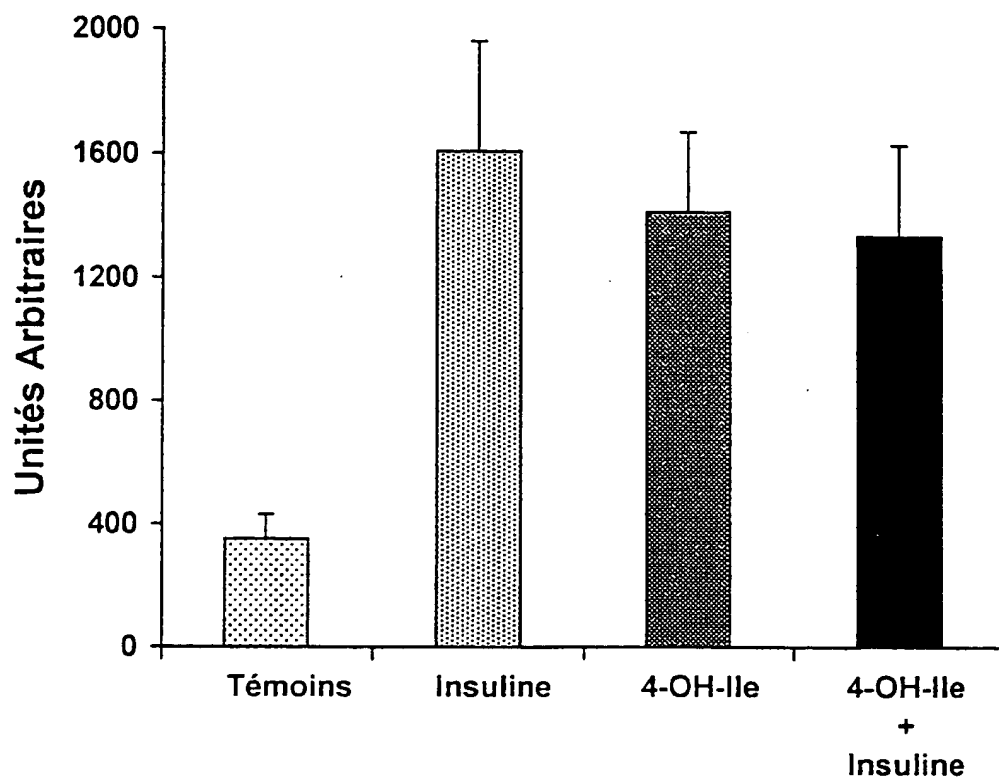 2000
1600
1200
800
400
0
Unités Arbitraires
Témoins
Insuline
4-OH-Ile
4-OH-Ile
+
Insuline